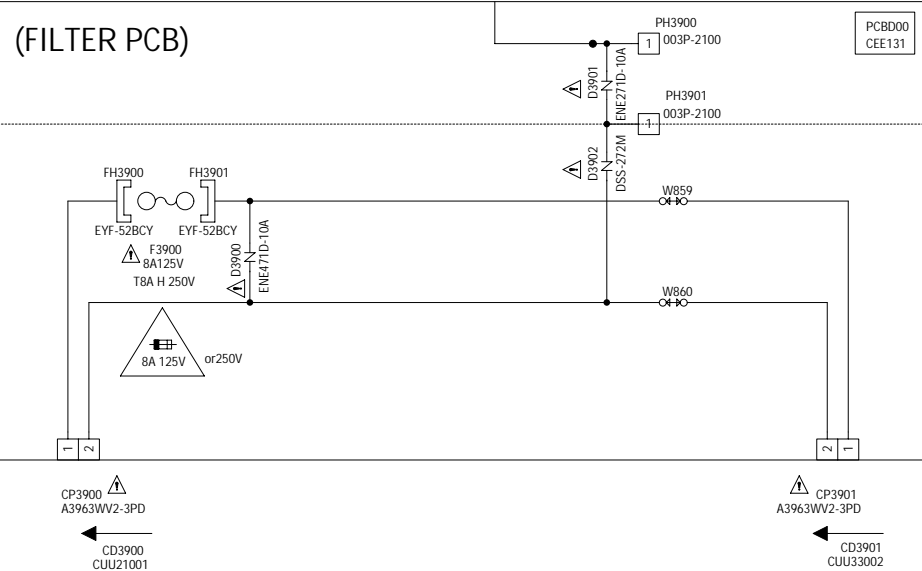 (FILTER PCB)
PH3900
1
003P-2100
PCBD00
CEE131
D3901
ENE271D-10A
PH3901
1
003P-2100
D3902
DSS-272M
FH3900
FH3901
EYF-52BCY
EYF-52BCY
F3900
8A125V
T8A H 250V
D3900
ENE471D-10A
W859
W860
8A 125V
or250V
1
2
2
1
CP3900
A3963WV2-3PD
CP3901
A3963WV2-3PD
CD3900
CUU21001
CD3901
CUU33002